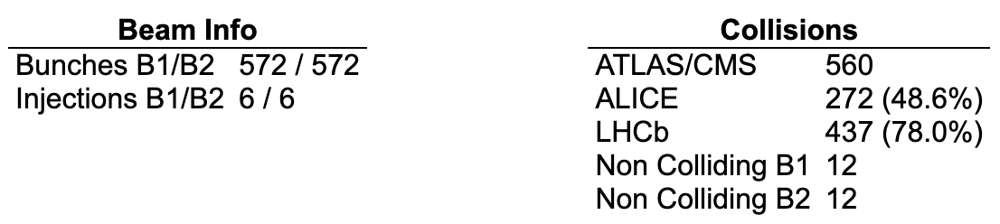 Beam Info
Bunches B1/B2 572 / 572
Injections B1/B2 6 / 6
Collisions
ATLAS/CMS 560
ALICE 272 (48.6%)
LHCb 437 (78.0%)
Non Colliding B1 12
Non Colliding B2 12